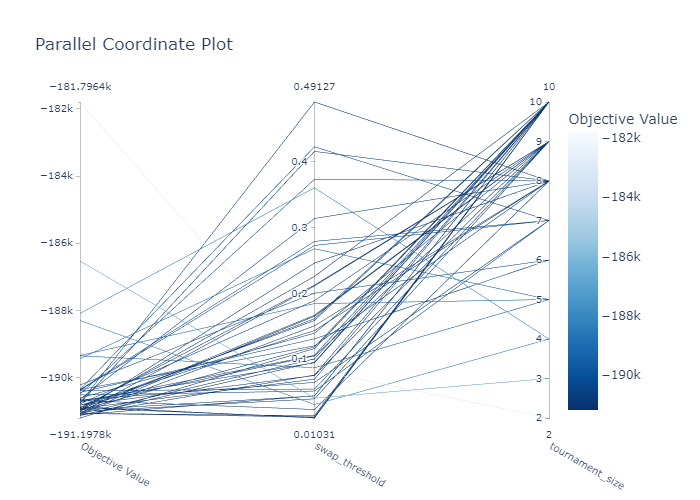 Parallel Coordinate Plot
−181.7964k
0.49127
10
−182k
−184k
−186k
−188k
−190k
−191.1978k
0.4
0.3
0.2
0.1
0.01031
10
9
8
7
6
5
4
3
2
2
Objective Value
swap_threshold
tournament_size
Objective Value
−182k
−184k
−186k
−188k
−190k